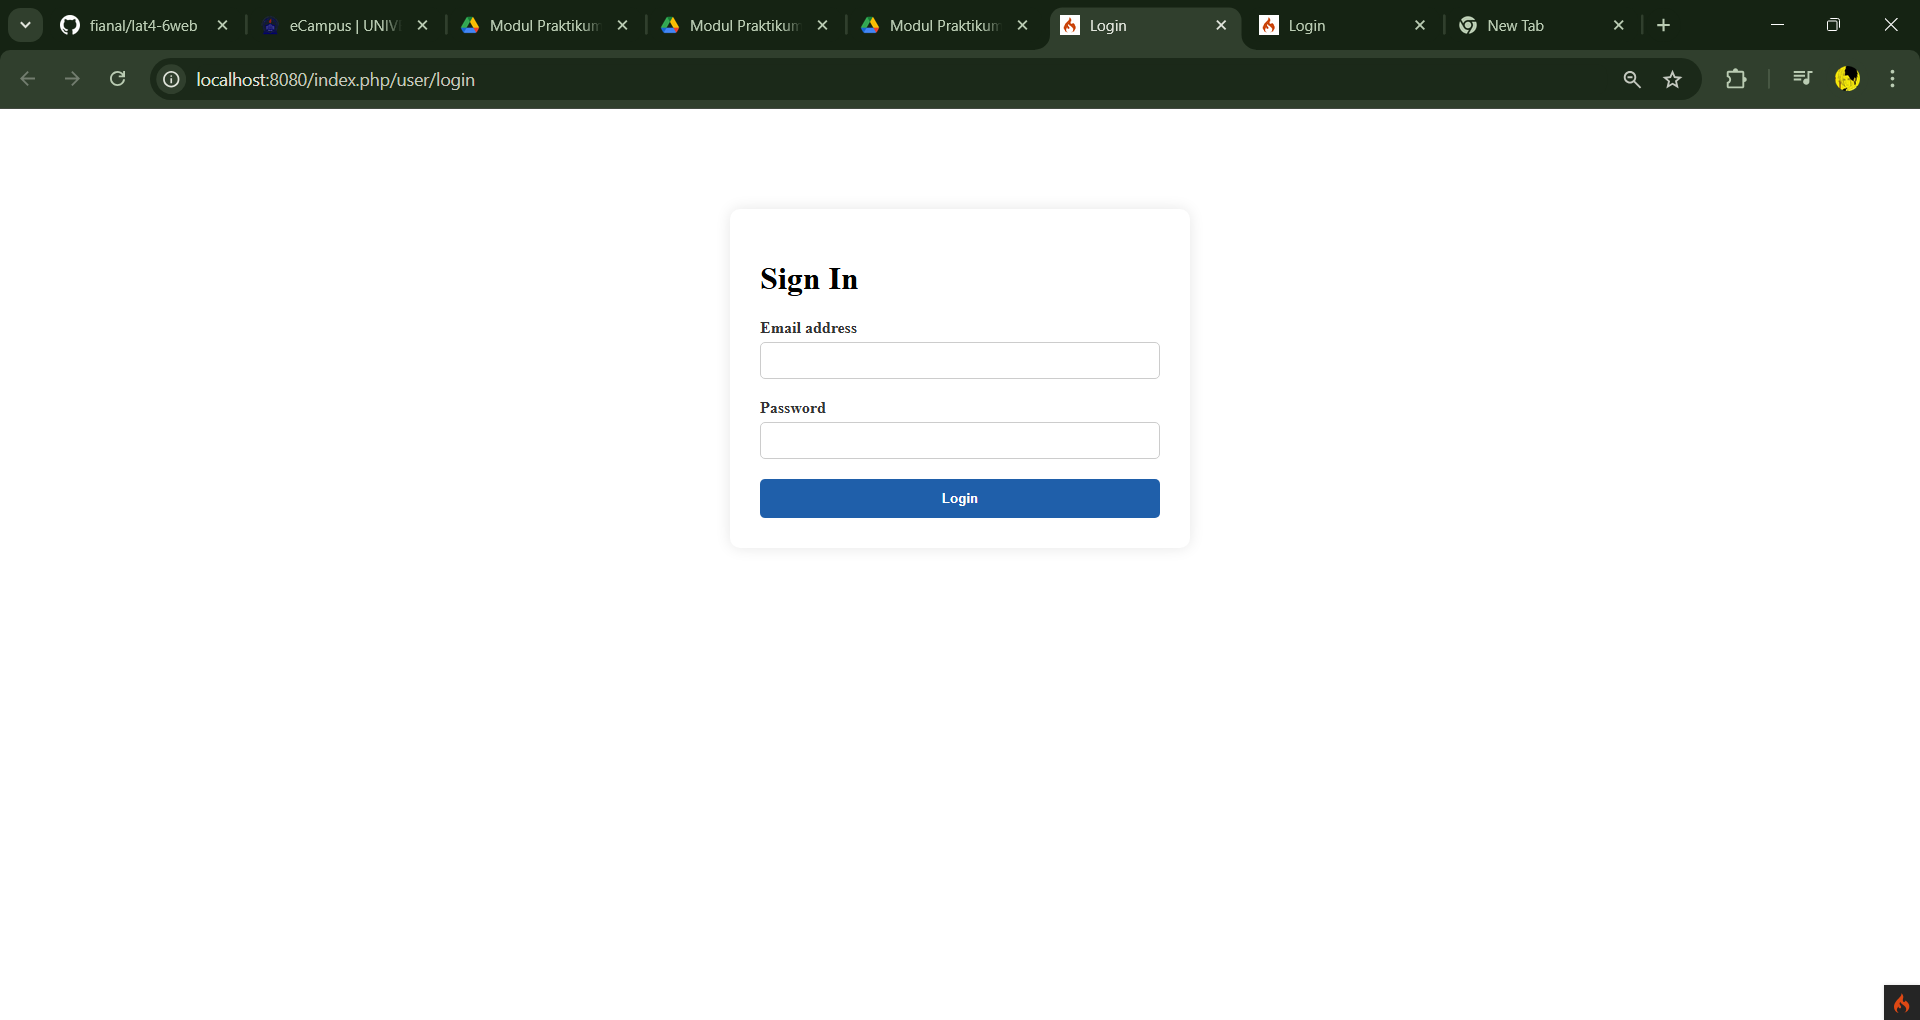 fianal/lat4-6web
eCampus | UNIV
Modul Praktikum
Modul Praktikum
Modul Praktikum
Login
Login
New Tab
localhost:8080/index.php/user/login
Sign In
Email address
Password
Login